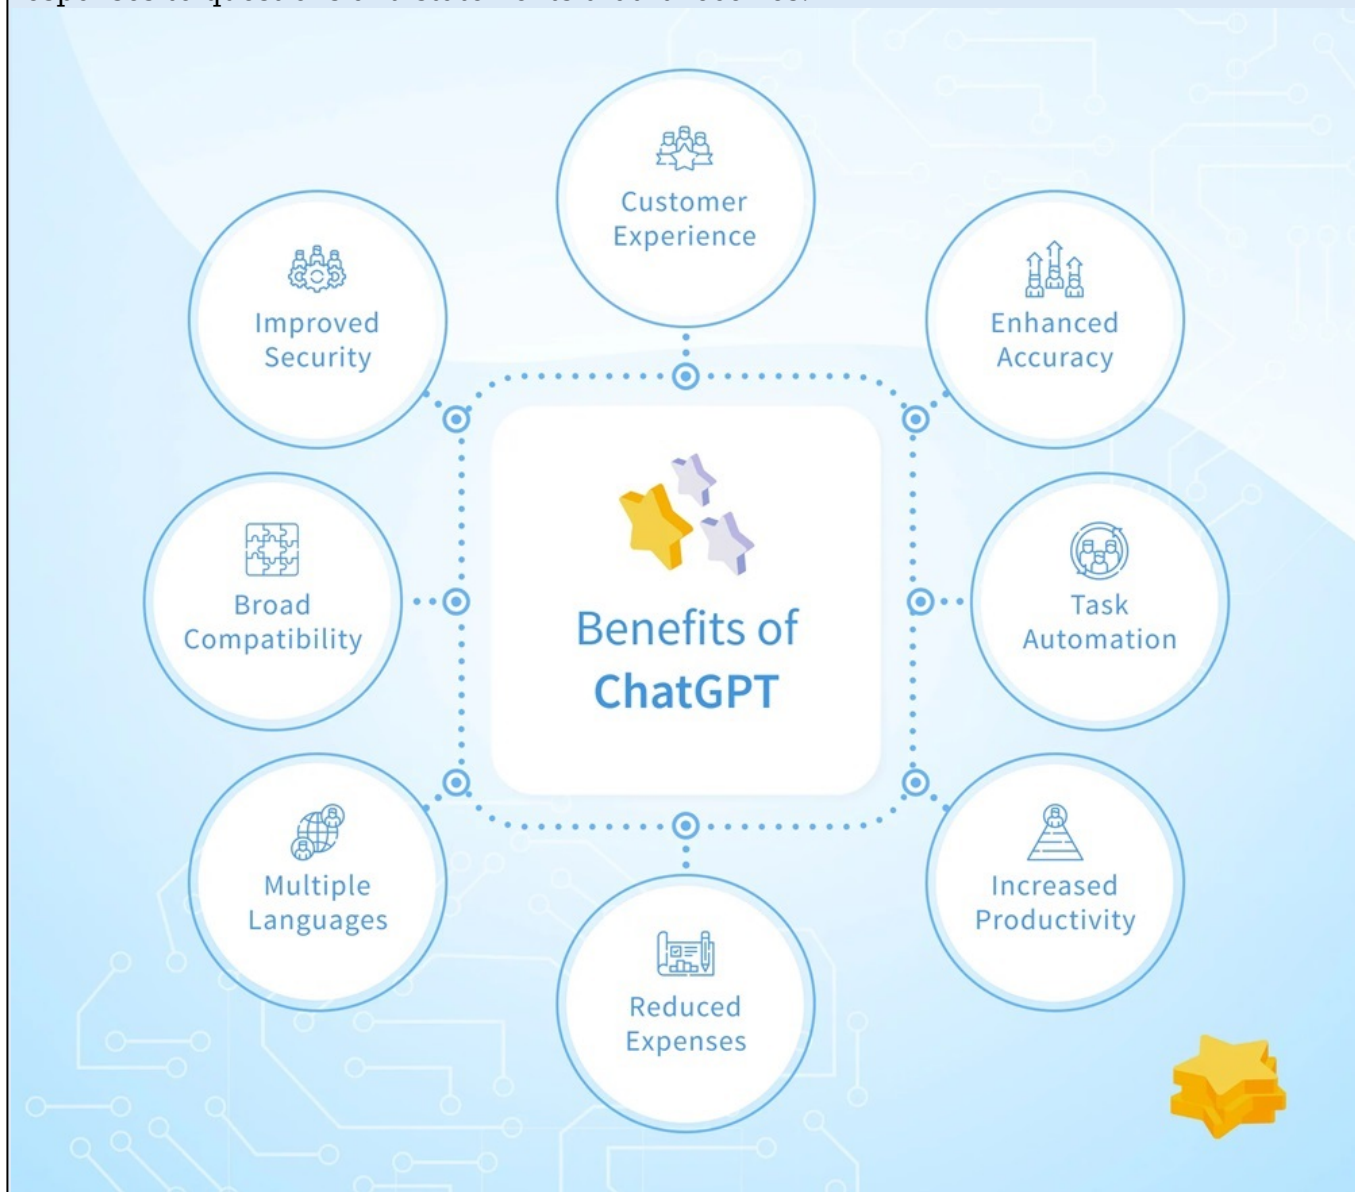 Customer
Experience
Improved
Security
Enhanced
Accuracy
Broad
Compatibility
Benefits of
ChatGPT
Task
Automation
Multiple
Languages
Increased
Productivity
Reduced
Expenses